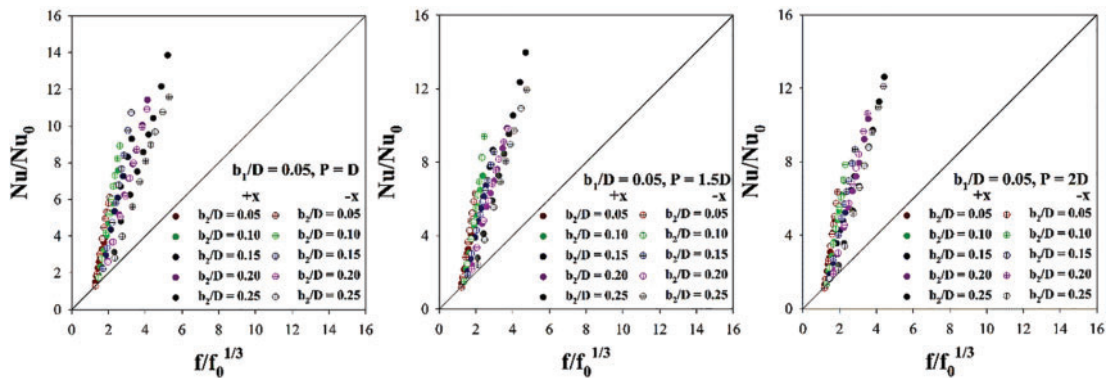 16
14
12
10
8
6
4
2
0
Nu/Nu0
b1/D = 0.05, P = D
+x -x
b2/D = 0.05 b2/D = 0.05
b2/D = 0.10 b2/D = 0.10
b2/D = 0.15 b2/D = 0.15
b2/D = 0.20 b2/D = 0.20
b2/D = 0.25 b2/D = 0.25
0 2 4 6 8 10 12 14 16
f/f0^1/3
16
12
8
4
0
Nu/Nu0
b1/D = 0.05, P = 1.5D
+x -x
b2/D = 0.05 b2/D = 0.05
b2/D = 0.10 b2/D = 0.10
b2/D = 0.15 b2/D = 0.15
b2/D = 0.20 b2/D = 0.20
b2/D = 0.25 b2/D = 0.25
0 2 4 6 8 10 12 14 16
f/f0^1/3
16
12
8
4
0
Nu/Nu0
b1/D = 0.05, P = 2D
+x -x
b2/D = 0.05 b2/D = 0.05
b2/D = 0.10 b2/D = 0.10
b2/D = 0.15 b2/D = 0.15
b2/D = 0.20 b2/D = 0.20
b2/D = 0.25 b2/D = 0.25
0 2 4 6 8 10 12 14 16
f/f0^1/3